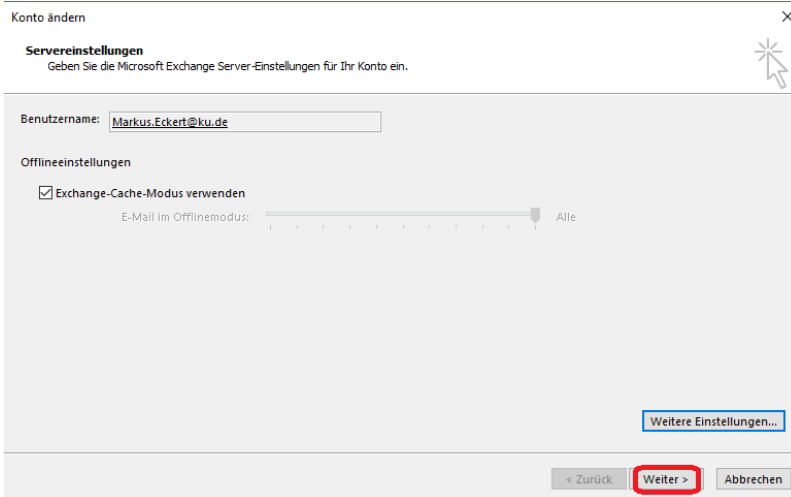 Konto ändern
Servereinstellungen
Geben Sie die Microsoft Exchange Server-Einstellungen für Ihr Konto ein.
Benutzername: Markus.Eckert@ku.de
Offlineeinstellungen
Exchange-Cache-Modus verwenden
E-Mail im Offlinemodus: Alle
Weitere Einstellungen...
< Zurück Weiter > Abbrechen